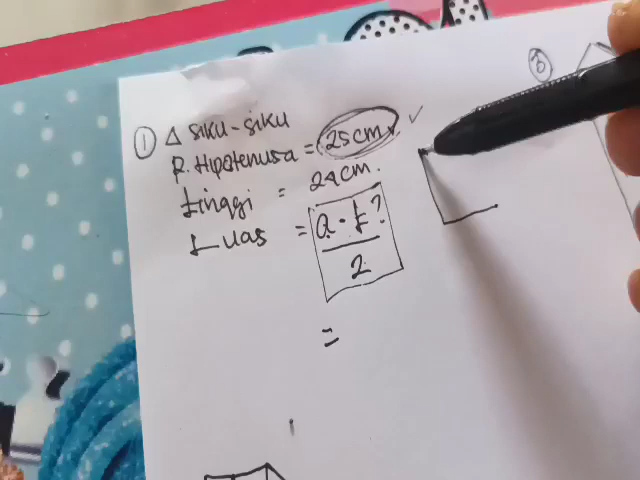 ① Δ siku-siku
R. Hipotenusa = 25cm. ✓
tinggi = 24cm.
Luas = a · t?
2
=
③